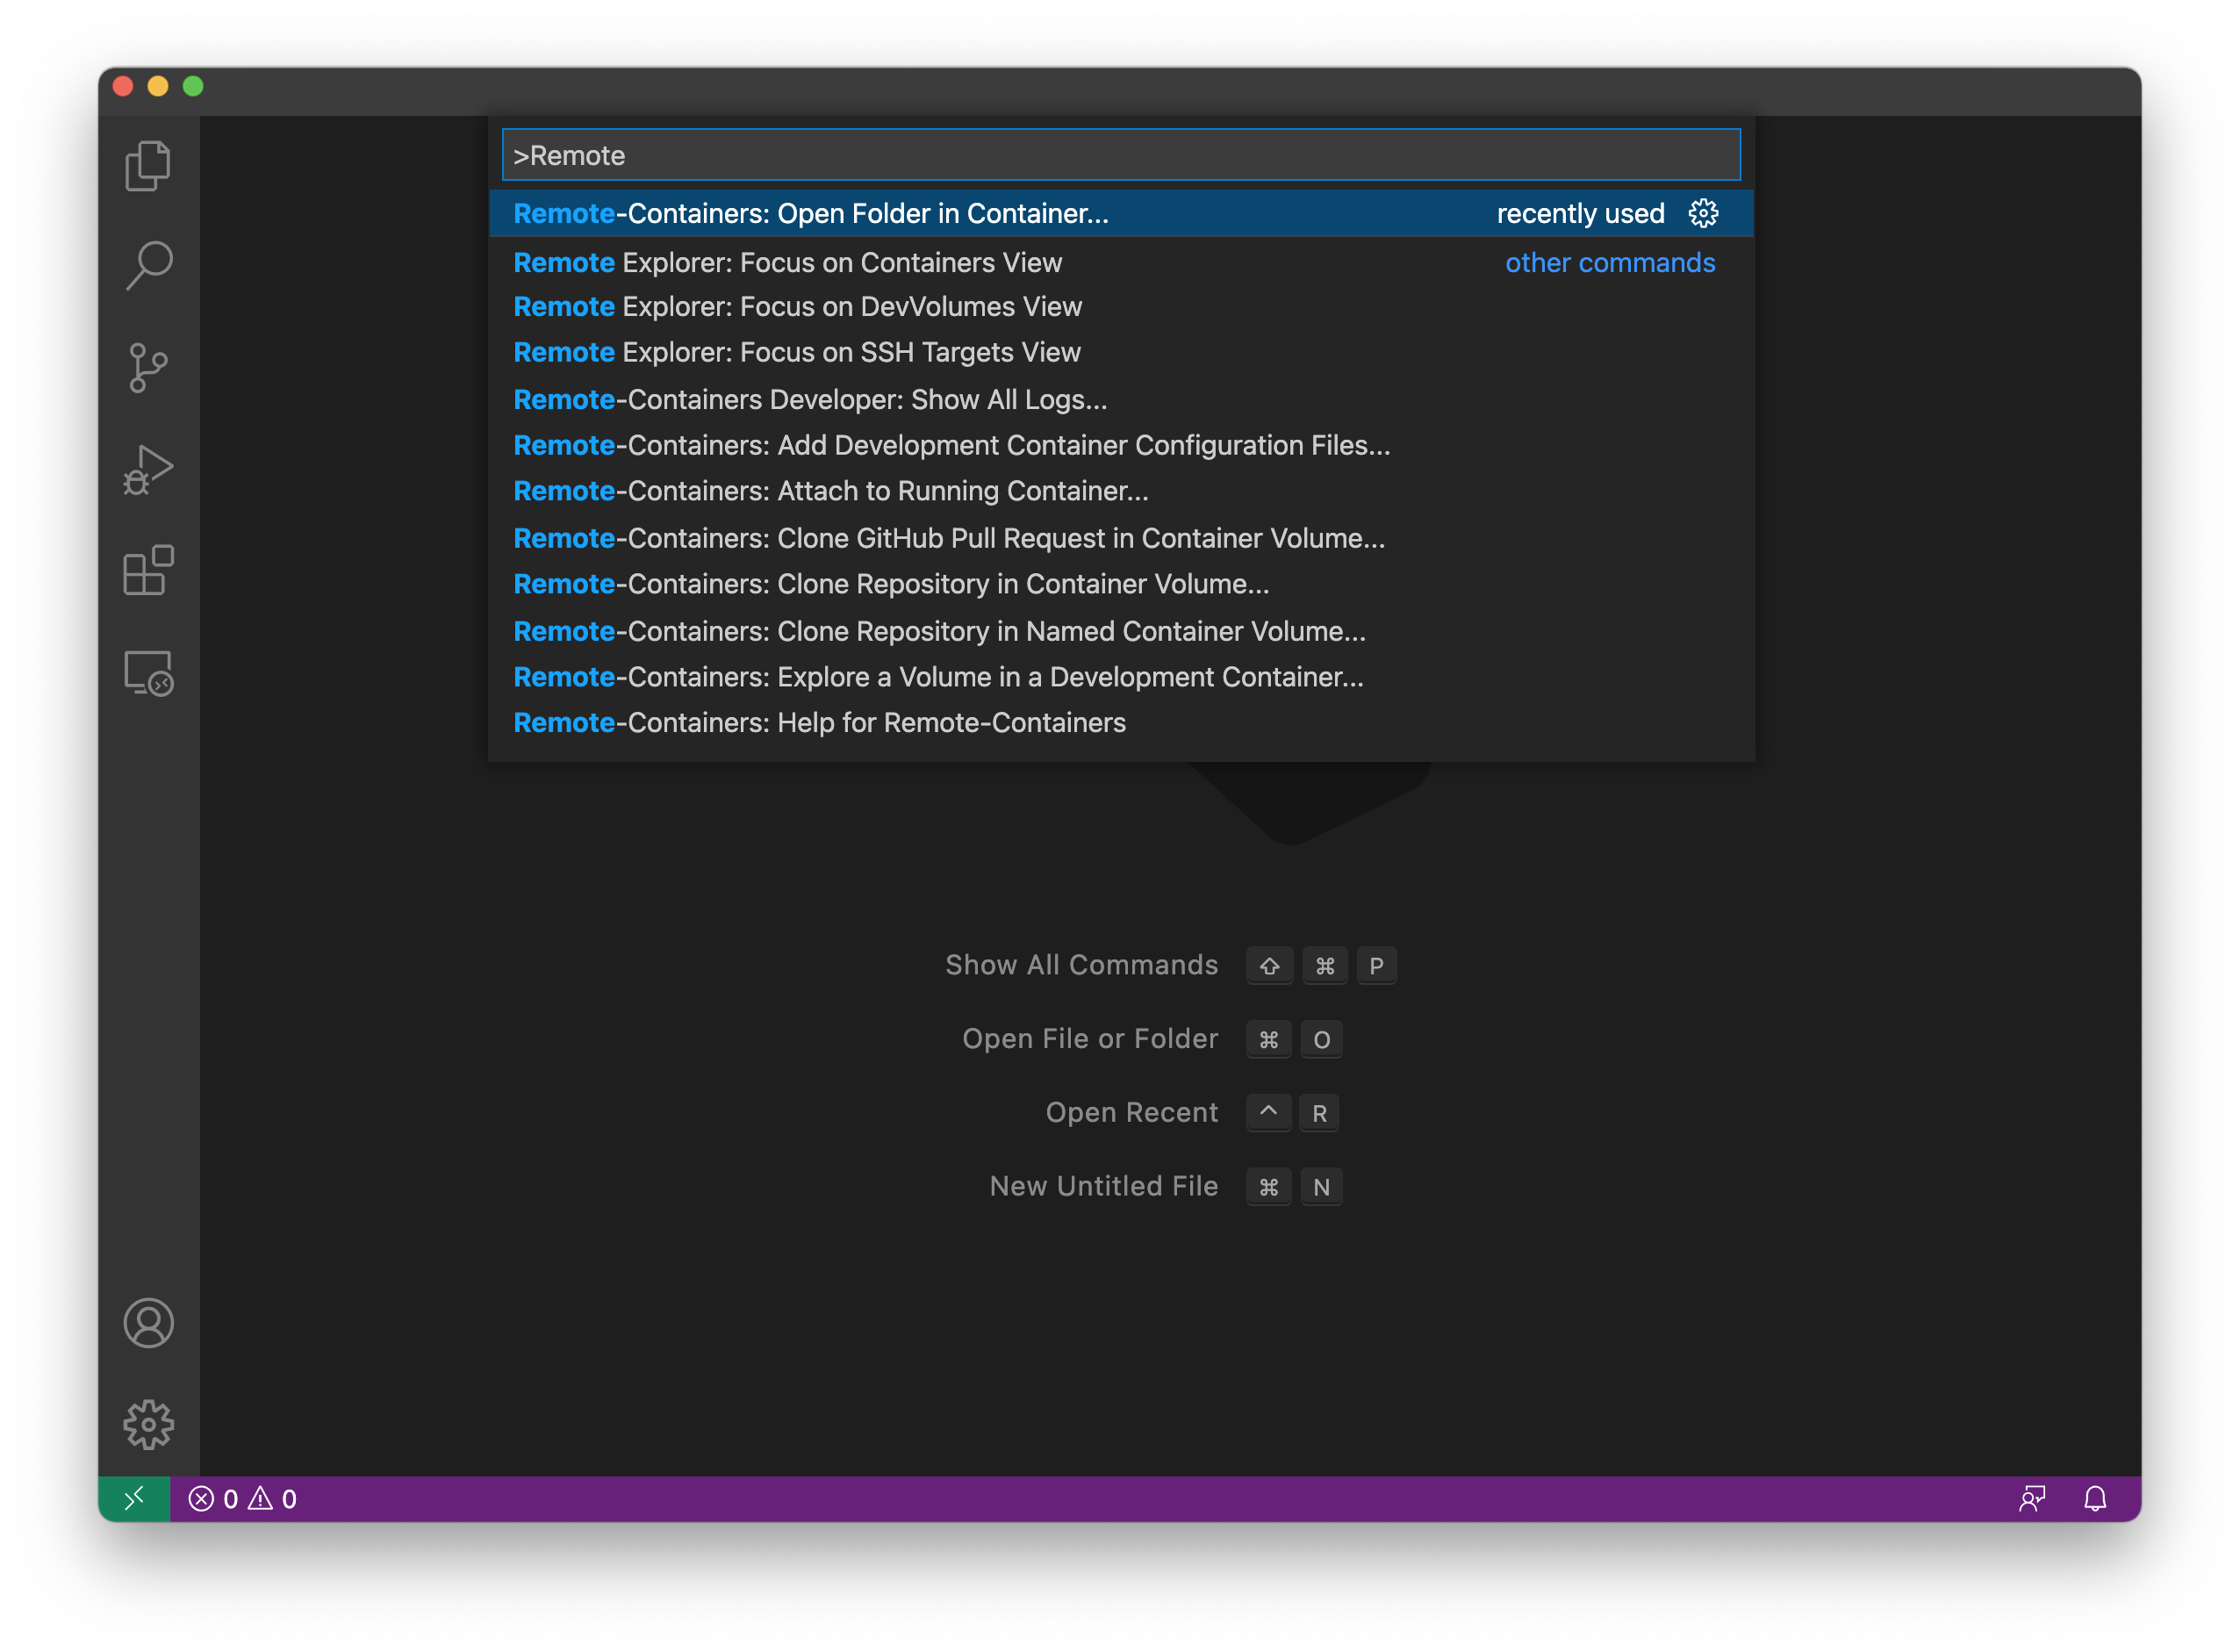 >Remote
Remote-Containers: Open Folder in Container... recently used
Remote Explorer: Focus on Containers View other commands
Remote Explorer: Focus on DevVolumes View
Remote Explorer: Focus on SSH Targets View
Remote-Containers Developer: Show All Logs...
Remote-Containers: Add Development Container Configuration Files...
Remote-Containers: Attach to Running Container...
Remote-Containers: Clone GitHub Pull Request in Container Volume...
Remote-Containers: Clone Repository in Container Volume...
Remote-Containers: Clone Repository in Named Container Volume...
Remote-Containers: Explore a Volume in a Development Container...
Remote-Containers: Help for Remote-Containers
Show All Commands ⇧ ⌘ P
Open File or Folder ⌘ O
Open Recent ^ R
New Untitled File ⌘ N
0 0